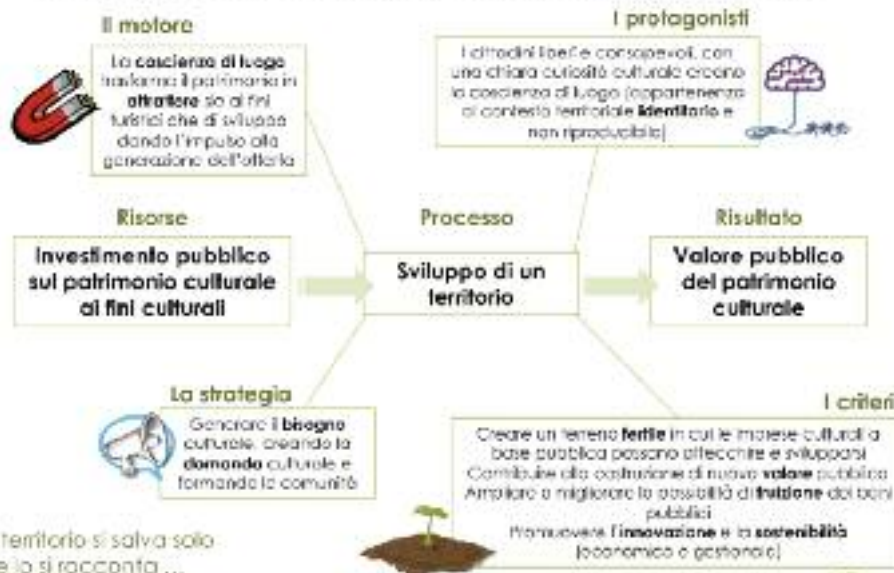 Il motore
La coscienza di luogo
trasforma il patrimonio in
attrattore sia ai fini
turistici che di sviluppo
dando l'impulso alla
generazione dell'offerta
I protagonisti
I cittadini liberi e consapevoli, con
una chiara curiosità culturale creano
la coscienza di luogo (appartenenza
al contesto territoriale identitario e
non riproducibile)
Risorse
Investimento pubblico
sul patrimonio culturale
ai fini culturali
Processo
Sviluppo di un
territorio
Risultato
Valore pubblico
del patrimonio
culturale
La strategia
Generare il bisogno
culturale, creando la
domanda culturale e
formando la comunità
I criteri
Creare un terreno fertile in cui le imprese culturali a
base pubblica possano attecchire e svilupparsi
Contribuire alla costruzione di nuovo valore pubblico
Ampliare e migliorare le possibilità di fruizione dei beni
pubblici
Promuovere l'innovazione e la sostenibilità
(economica e gestionale)
territorio si salva solo
se lo si racconta ...